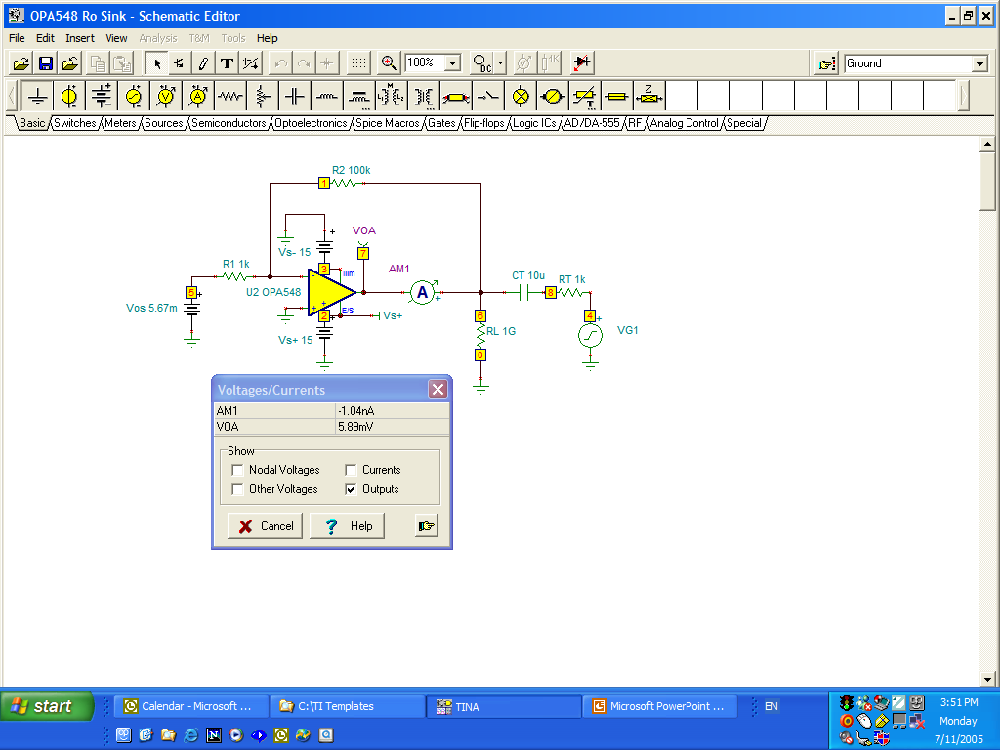 OPA548 Ro Sink - Schematic Editor
File Edit Insert View Analysis T&M Tools Help
T DC 100% 1K Ground
M T Z
Basic Switches Meters Sources Semiconductors Optoelectronics Spice Macros Gates Flip-flops Logic ICs AD/DA-555 RF Analog Control Special
R2 100k
1
VOA
Vs- 15
7
R1 1k
3
Ilim
AM1
CT 10u
RT 1k
5
U2 OPA548
A
8
Vos 5.67m
2
E/S
Vs+
6
4
Vs+ 15
RL 1G
VG1
0
Voltages/Currents
AM1 -1.04nA
VOA 5.89mV
Show
Nodal Voltages Currents
Other Voltages Outputs
Cancel ? Help
start Calendar - Microsoft ... C:\TI Templates TINA Microsoft PowerPoint ... EN
3:51 PM
Monday
7/11/2005